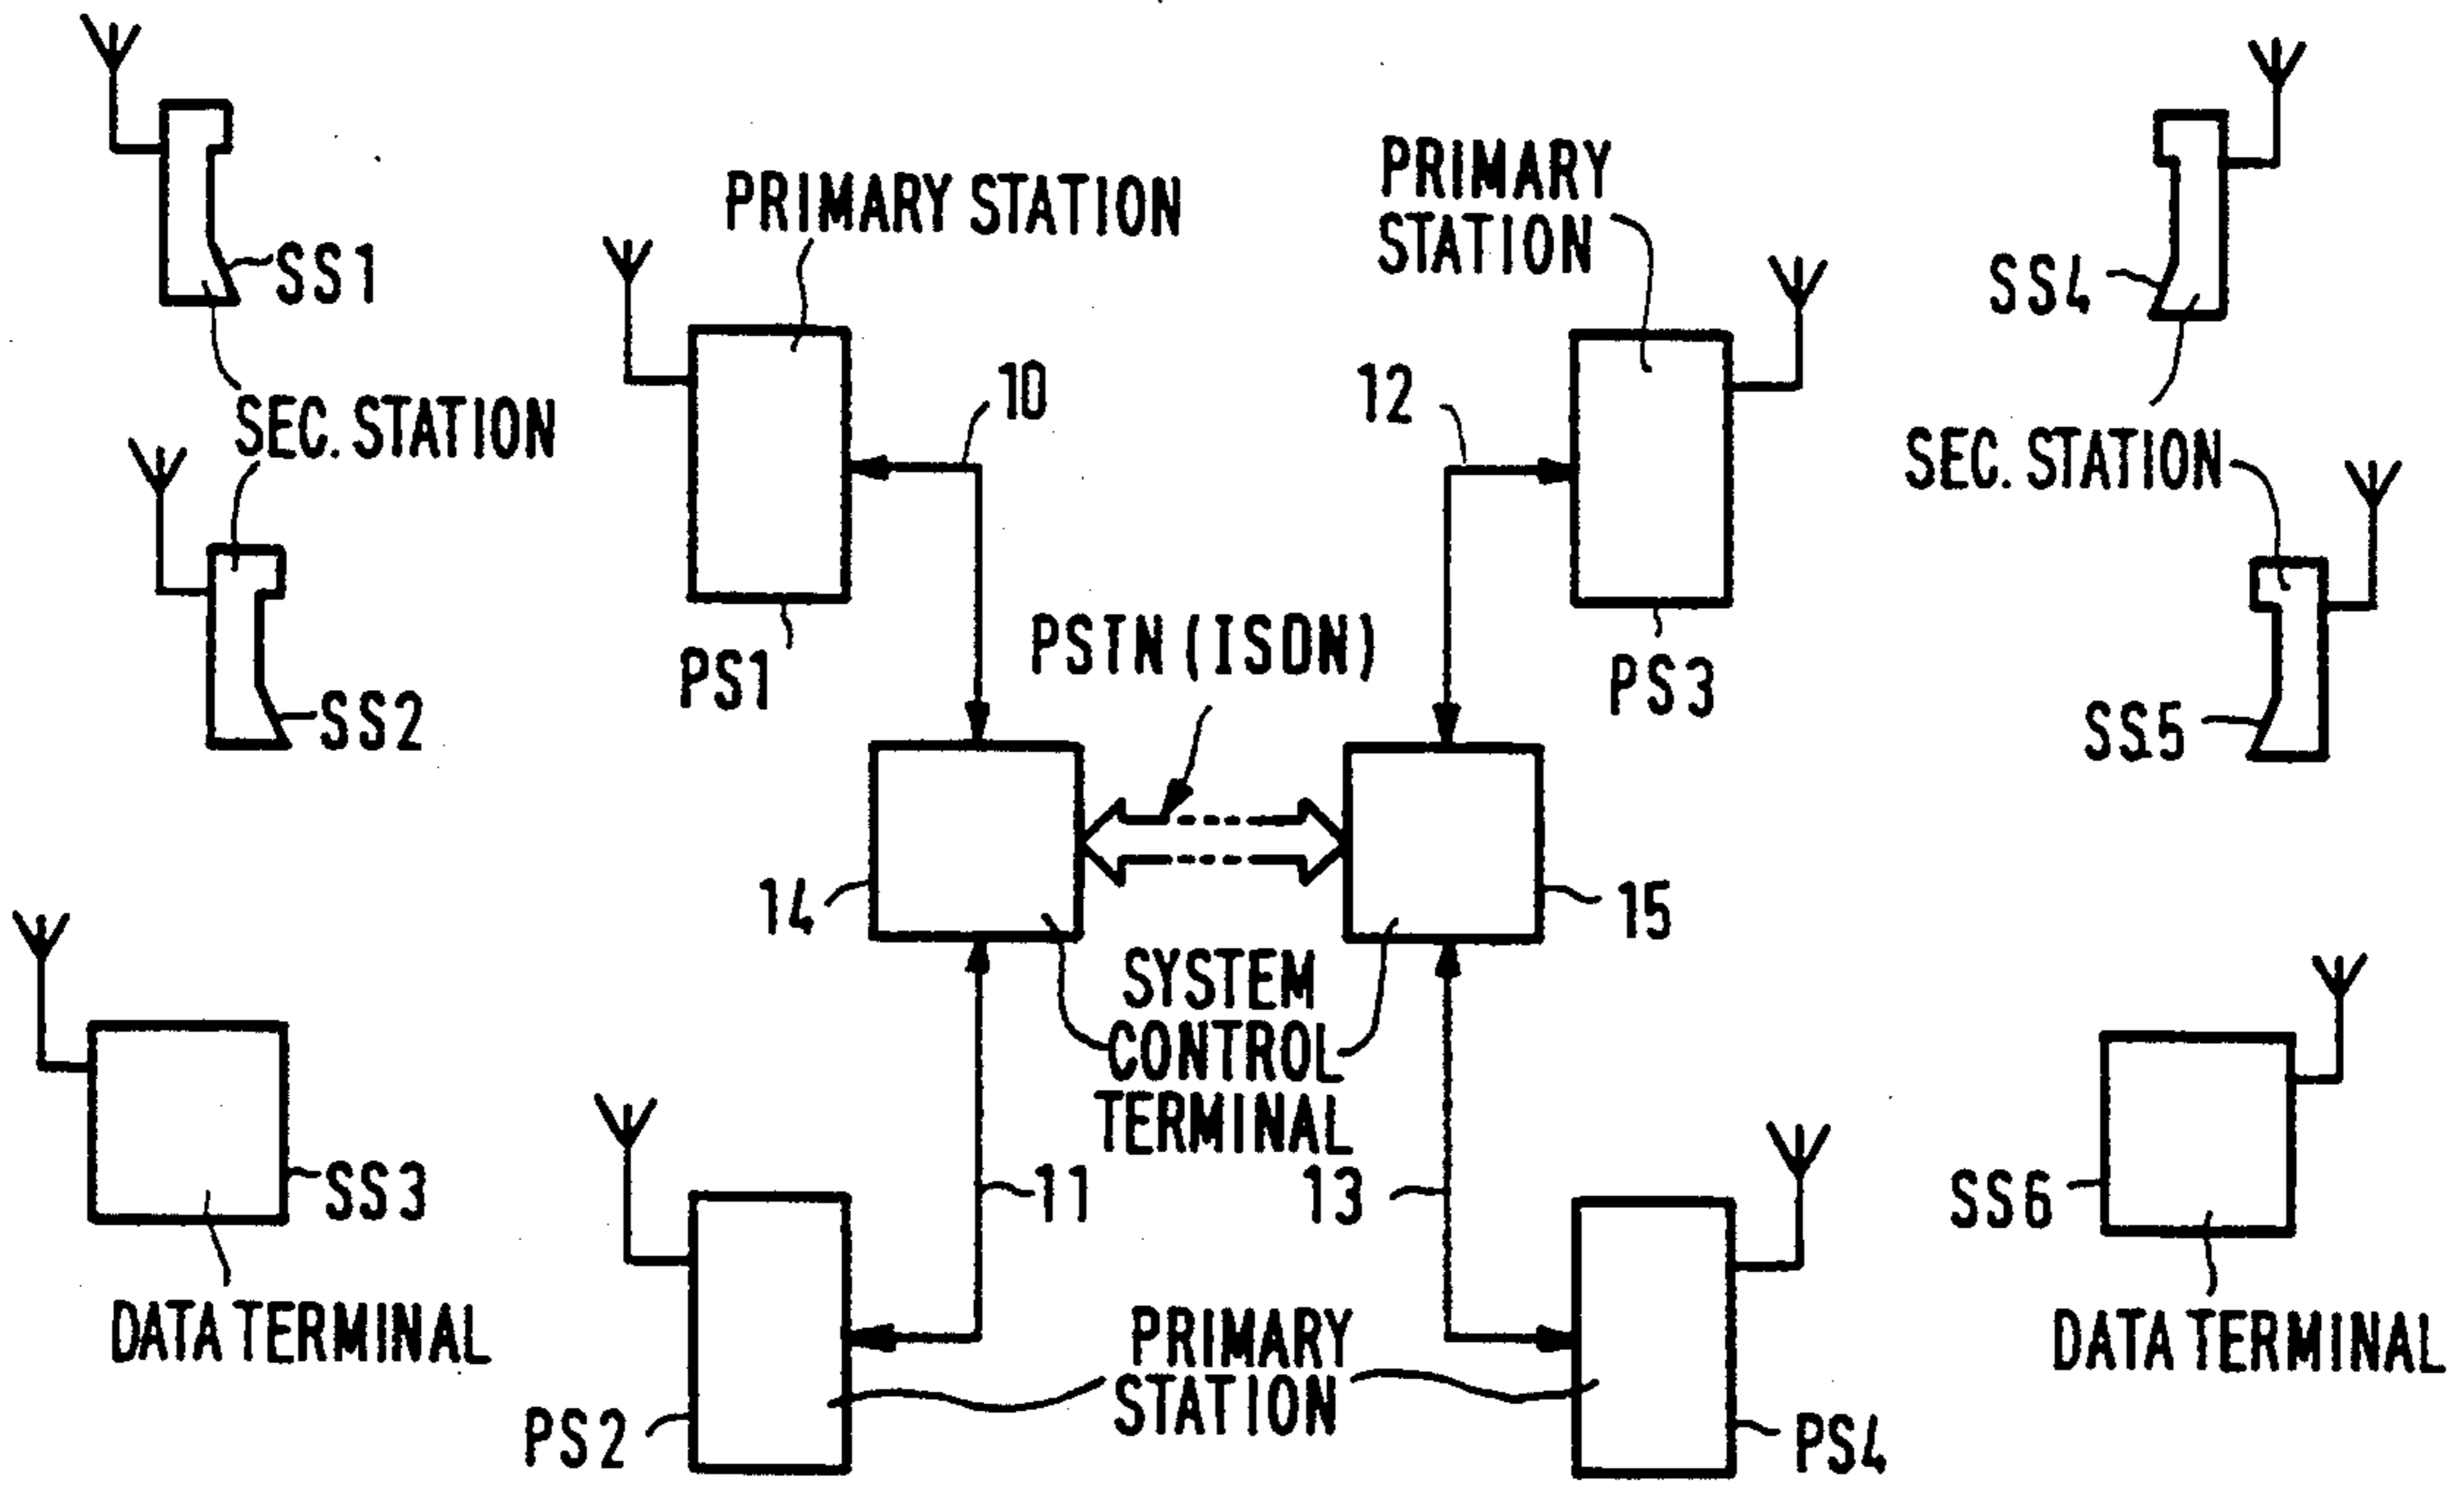 PRIMARY STATION
PRIMARY
STATION
SS1
SS4
10
12
SEC. STATION
SEC. STATION
PSTN (ISDN)
PS1
PS3
SS2
SS5
14
15
SYSTEM
CONTROL
TERMINAL
SS3
11
13
SS6
DATA TERMINAL
PRIMARY
STATION
DATA TERMINAL
PS2
PS4